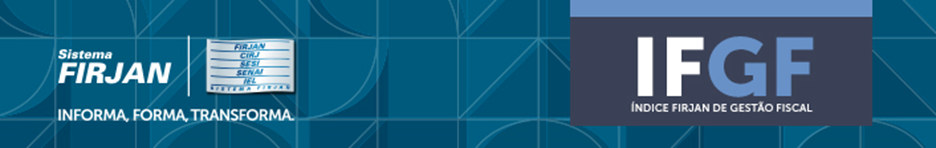 Sistema
FIRJAN
FIRJAN
CIRJ
SESI
SENAI
IEL
SISTEMA FIRJAN
INFORMA, FORMA, TRANSFORMA.
IFGF
ÍNDICE FIRJAN DE GESTÃO FISCAL